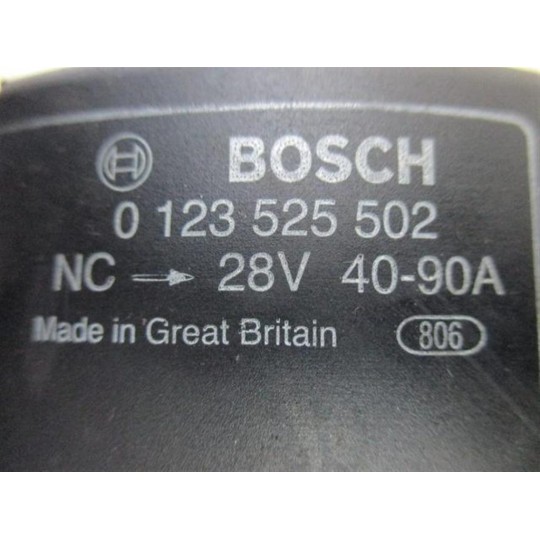 BOSCH
0 123 525 502
NC → 28V 40-90A
Made in Great Britain 806